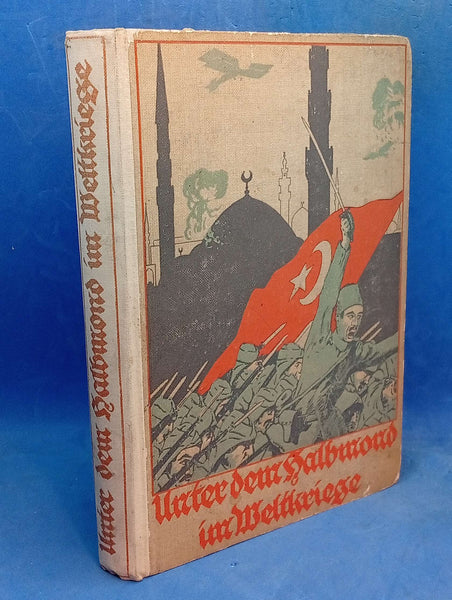 Unter dem Halbmond im Weltkriege
Unter dem Halbmond
im Weltkriege